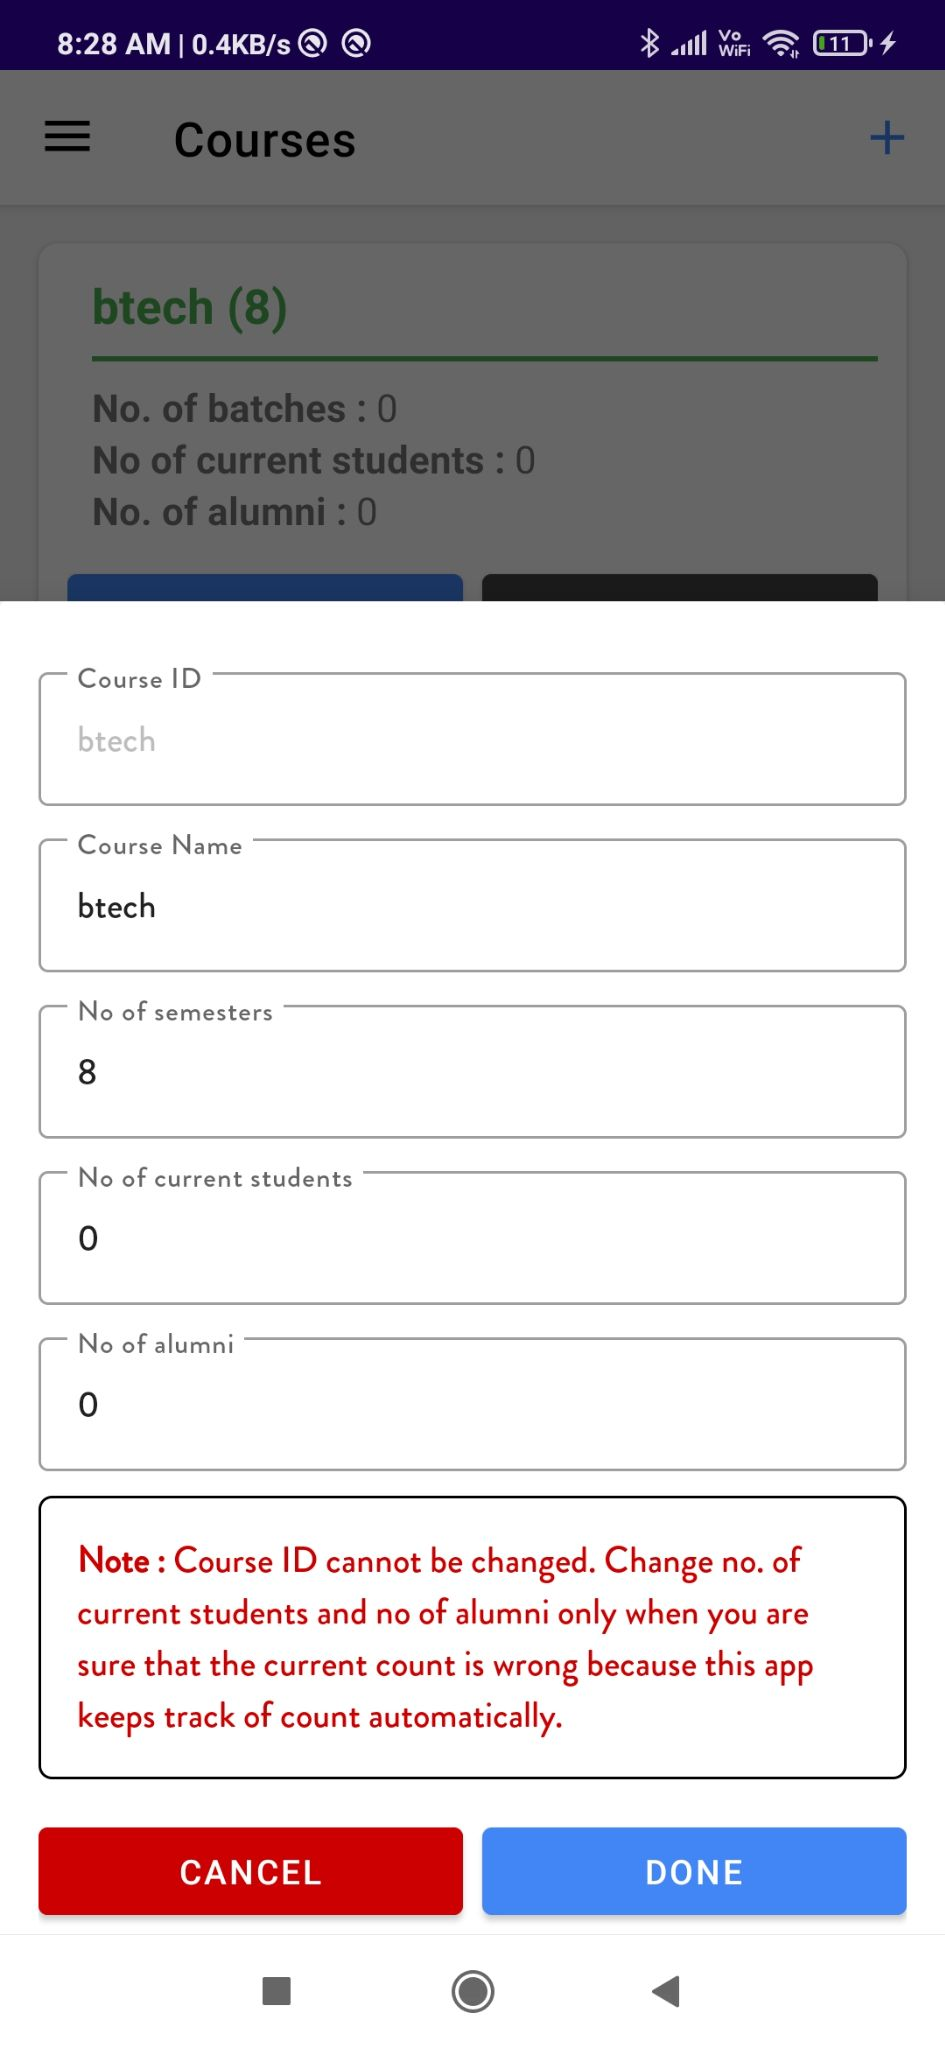 8:28 AM | 0.4KB/s
Vo WiFi 11
Courses
btech (8)
No. of batches : 0
No of current students : 0
No. of alumni : 0
Course ID
btech
Course Name
btech
No of semesters
8
No of current students
0
No of alumni
0
Note : Course ID cannot be changed. Change no. of
current students and no of alumni only when you are
sure that the current count is wrong because this app
keeps track of count automatically.
CANCEL DONE